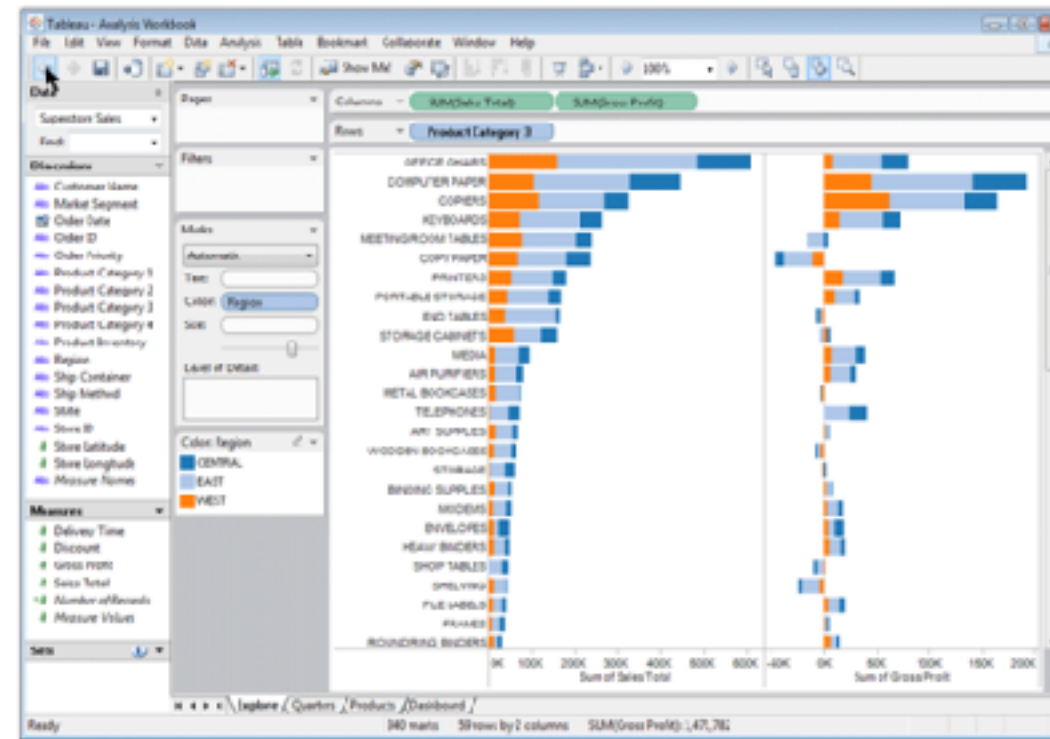 Tableau - Analysis Workbook
File Edit View Format Data Analysis Table Bookmark Collaborate Window Help
Show Me! 100%
Data
Superstore Sales
Find:
Dimensions
Customer Name
Market Segment
Order Date
Order ID
Order Priority
Product Category 1
Product Category 2
Product Category 3
Product Category 4
Product Inventory
Region
Ship Container
Ship Method
State
Store ID
Store Latitude
Store Longitude
Measure Names
Measures
Delivery Time
Discount
Gross Profit
Sales Total
Number of Records
Measure Values
Sets
Pages
Filters
Marks
Automatic
Text:
Color: Region
Size:
Level of Detail:
Color: Region
CENTRAL
EAST
WEST
Columns SUM(Sales Total) SUM(Gross Profit)
Rows Product Category 3
OFFICE CHAIRS
COMPUTER PAPER
COPIERS
KEYBOARDS
MEETING ROOM TABLES
COPY PAPER
PRINTERS
PORTABLE STORAGE
END TABLES
STORAGE CABINETS
MEDIA
AIR PURIFIERS
METAL BOOKCASES
TELEPHONES
ART SUPPLIES
WOODEN BOOKCASES
STORAGE
BINDING SUPPLIES
MODEMS
ENVELOPES
HEAVY BINDERS
SHOP TABLES
SHELVING
FILE LABELS
FRAMES
ROUND RING BINDERS
0K 100K 200K 300K 400K 500K 600K -40K 0K 50K 100K 150K 200K
Sum of Sales Total Sum of Gross Profit
Explore Quarters Products Dashboard
Ready 59 rows by 2 columns